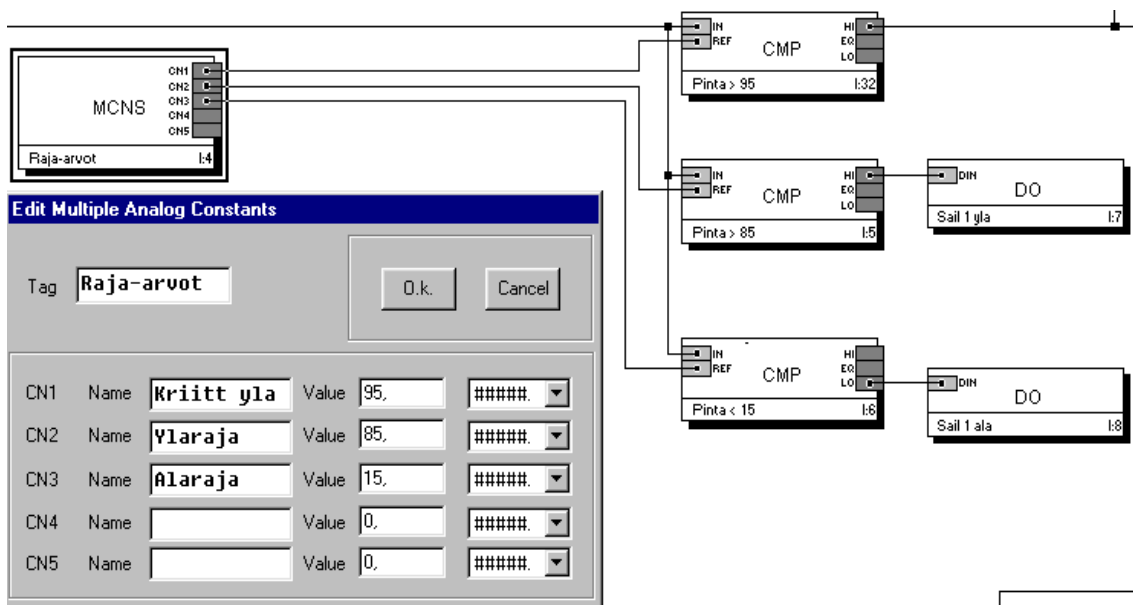 IN HI
REF CMP EQ
LO
Pinta > 95 I:32
CN1
CN2
MCNS CN3
CN4
CN5
Raja-arvot I:4
IN HI
REF CMP EQ
LO
Pinta > 85 I:5
DIN DO
Sail 1 yla I:7
IN HI
REF CMP EQ
LO
Pinta < 15 I:6
DIN DO
Sail 1 ala I:8
Edit Multiple Analog Constants
Tag Raja-arvot O.k. Cancel
CN1 Name Kriitt yla Value 95, #####.
CN2 Name Ylaraja Value 85, #####.
CN3 Name Alaraja Value 15, #####.
CN4 Name Value 0, #####.
CN5 Name Value 0, #####.